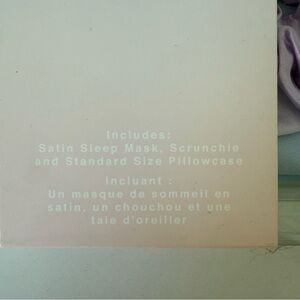 Includes:
Satin Sleep Mask, Scrunchie
and Standard Size Pillowcase
Incluant :
Un masque de sommeil en
satin, un chouchou et une
taie d'oreiller